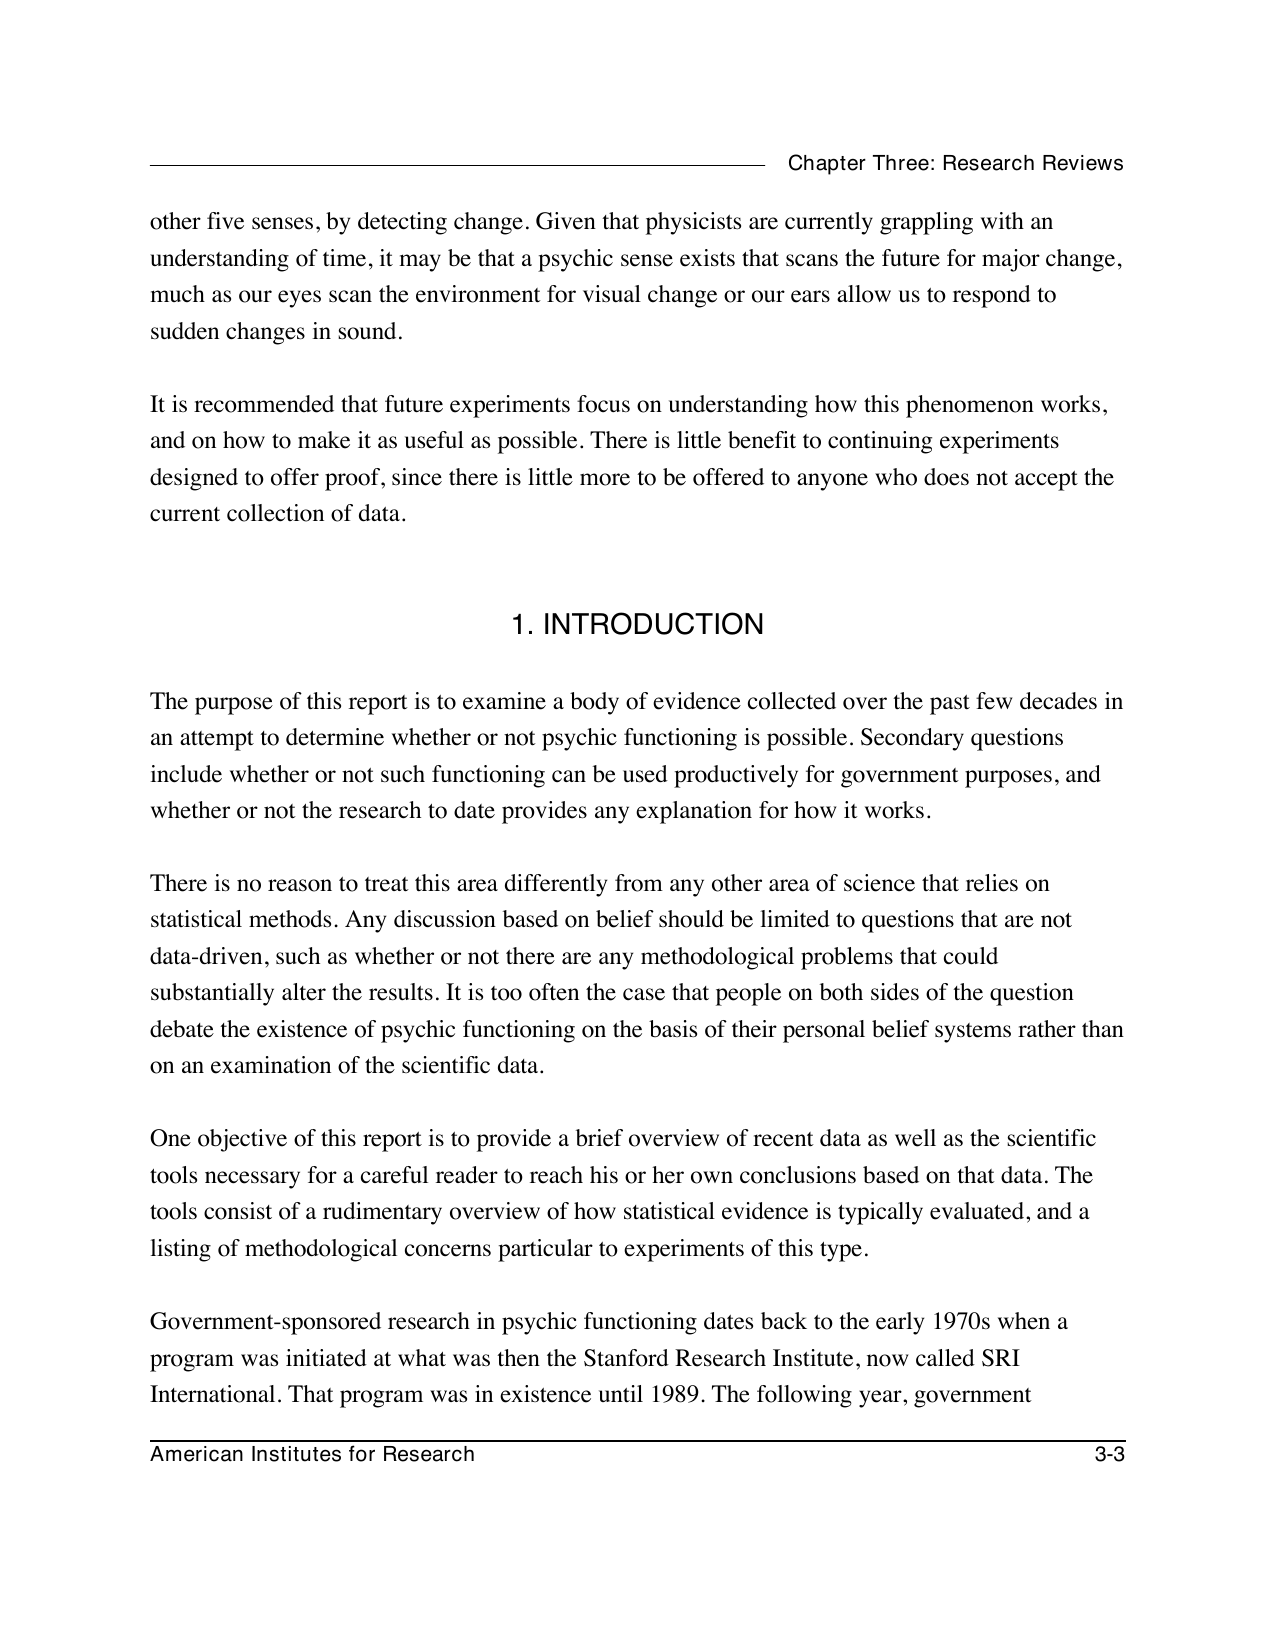 Chapter Three: Research Reviews
other five senses, by detecting change. Given that physicists are currently grappling with an
understanding of time, it may be that a psychic sense exists that scans the future for major change,
much as our eyes scan the environment for visual change or our ears allow us to respond to
sudden changes in sound.
It is recommended that future experiments focus on understanding how this phenomenon works,
and on how to make it as useful as possible. There is little benefit to continuing experiments
designed to offer proof, since there is little more to be offered to anyone who does not accept the
current collection of data.
1. INTRODUCTION
The purpose of this report is to examine a body of evidence collected over the past few decades in
an attempt to determine whether or not psychic functioning is possible. Secondary questions
include whether or not such functioning can be used productively for government purposes, and
whether or not the research to date provides any explanation for how it works.
There is no reason to treat this area differently from any other area of science that relies on
statistical methods. Any discussion based on belief should be limited to questions that are not
data-driven, such as whether or not there are any methodological problems that could
substantially alter the results. It is too often the case that people on both sides of the question
debate the existence of psychic functioning on the basis of their personal belief systems rather than
on an examination of the scientific data.
One objective of this report is to provide a brief overview of recent data as well as the scientific
tools necessary for a careful reader to reach his or her own conclusions based on that data. The
tools consist of a rudimentary overview of how statistical evidence is typically evaluated, and a
listing of methodological concerns particular to experiments of this type.
Government-sponsored research in psychic functioning dates back to the early 1970s when a
program was initiated at what was then the Stanford Research Institute, now called SRI
International. That program was in existence until 1989. The following year, government
American Institutes for Research 3-3